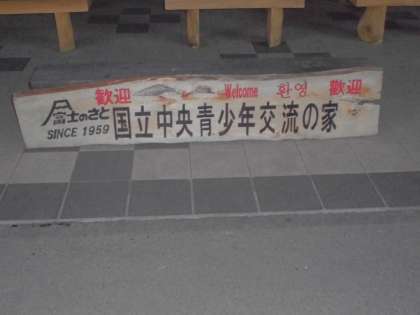 歓迎 Welcome 환영 歡迎
富士のさと
SINCE 1959
国立中央青少年交流の家